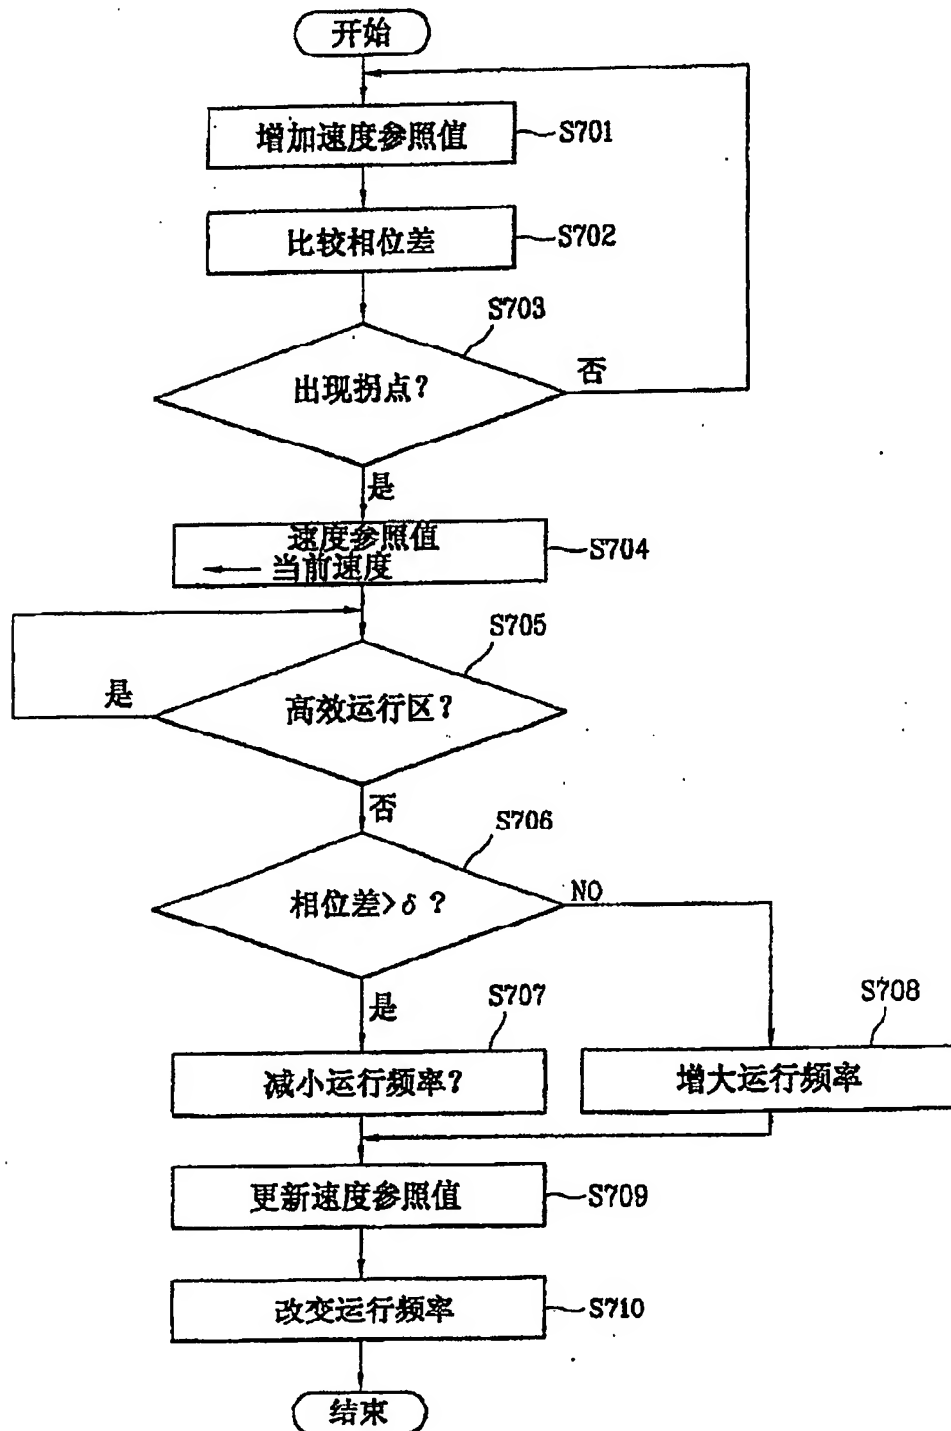 开始
增加速度参照值
S701
比较相位差
S702
S703
出现拐点?
否
是
速度参照值
← 当前速度
S704
S705
高效运行区?
是
否
S706
相位差>δ ?
NO
是
S707
减小运行频率?
S708
增大运行频率
更新速度参照值
S709
改变运行频率
S710
结束